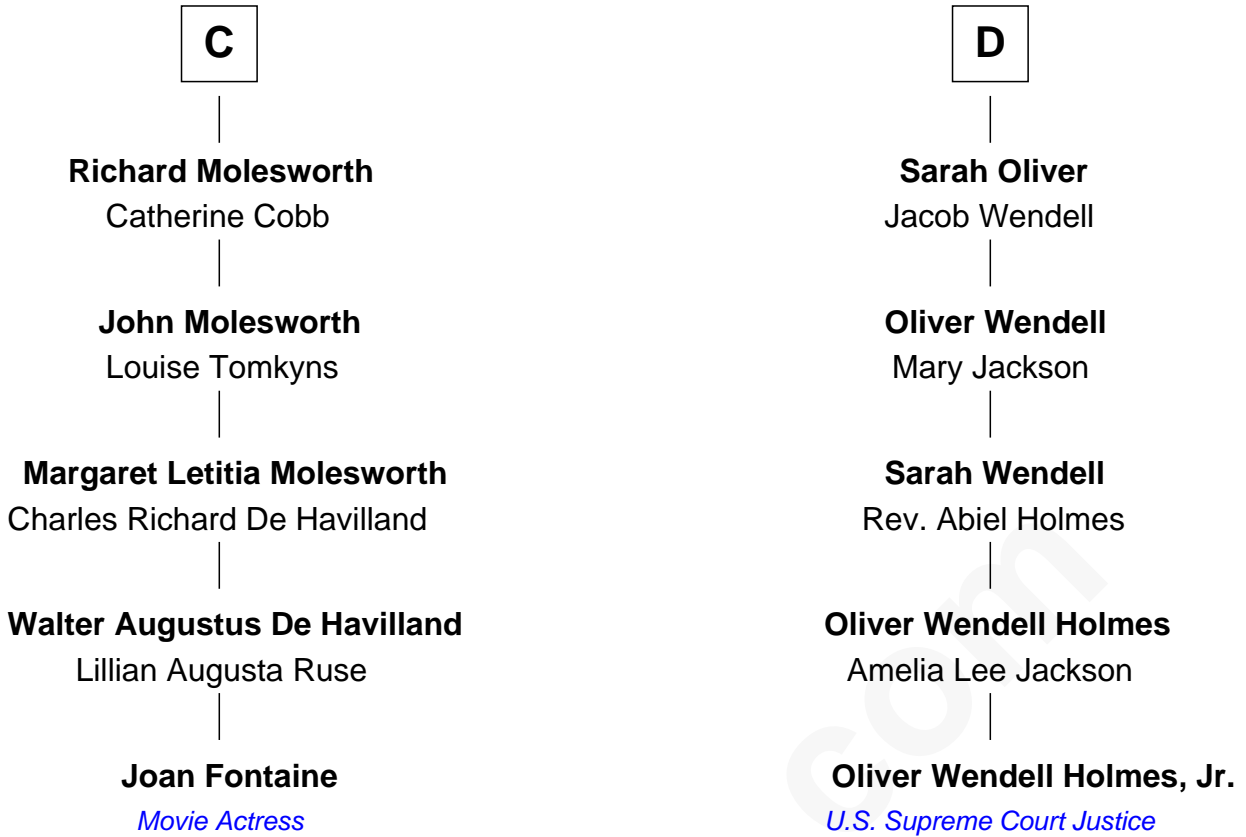 C
Richard Molesworth
Catherine Cobb
John Molesworth
Louise Tomkyns
Margaret Letitia Molesworth
Charles Richard De Havilland
Walter Augustus De Havilland
Lillian Augusta Ruse
Joan Fontaine
Movie Actress
D
Sarah Oliver
Jacob Wendell
Oliver Wendell
Mary Jackson
Sarah Wendell
Rev. Abiel Holmes
Oliver Wendell Holmes
Amelia Lee Jackson
Oliver Wendell Holmes, Jr.
U.S. Supreme Court Justice
com